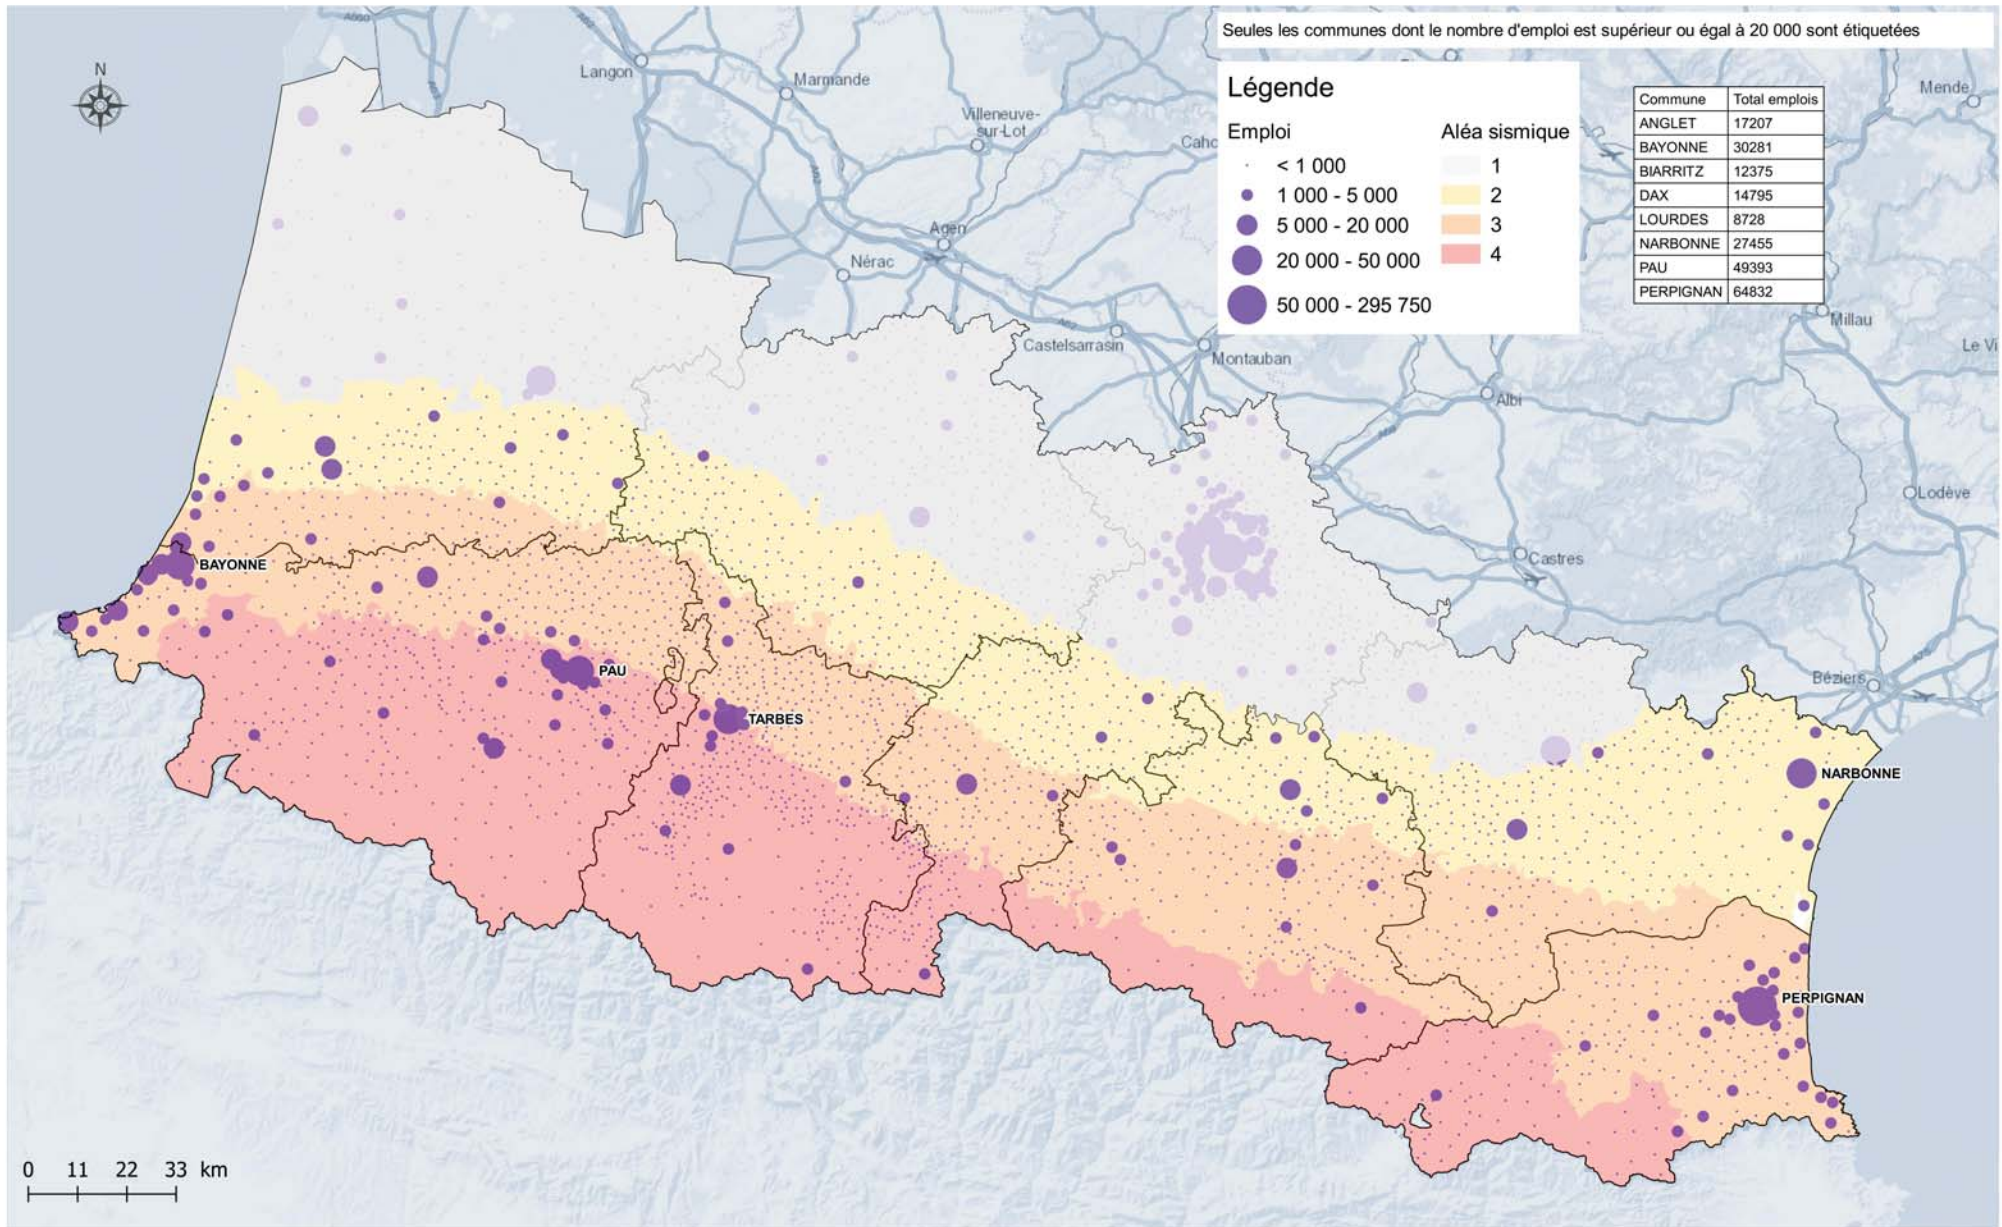 Seules les communes dont le nombre d'emploi est supérieur ou égal à 20 000 sont étiquetées
Légende
Emploi
< 1 000
1 000 - 5 000
5 000 - 20 000
20 000 - 50 000
50 000 - 295 750
Aléa sismique
1
2
3
4
Commune Total emplois
ANGLET 17207
BAYONNE 30281
BIARRITZ 12375
DAX 14795
LOURDES 8728
NARBONNE 27455
PAU 49393
PERPIGNAN 64832
N
Langon
Marmande
Villeneuve-
sur-Lot
Mende
Agen
Nérac
Castelsarrasin
Montauban
Millau
Albi
Lodève
Castres
Béziers
BAYONNE
PAU
TARBES
NARBONNE
PERPIGNAN
0 11 22 33 km